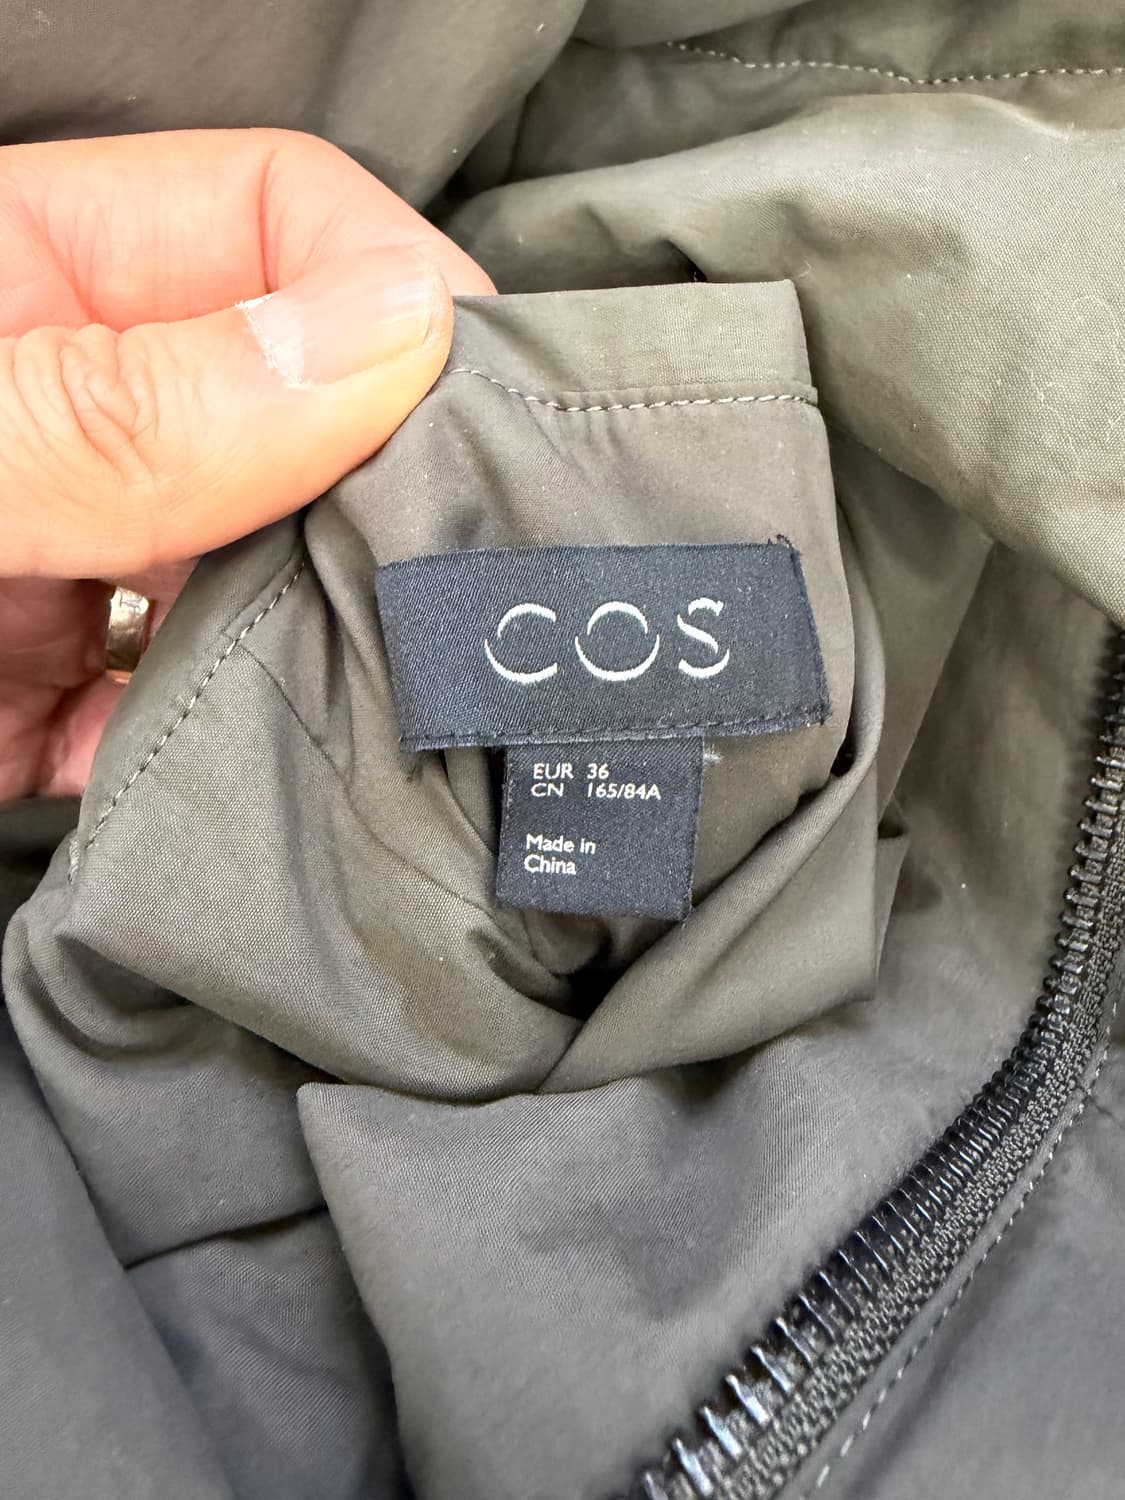 COS
EUR 36
CN 165/84A
Made in
China